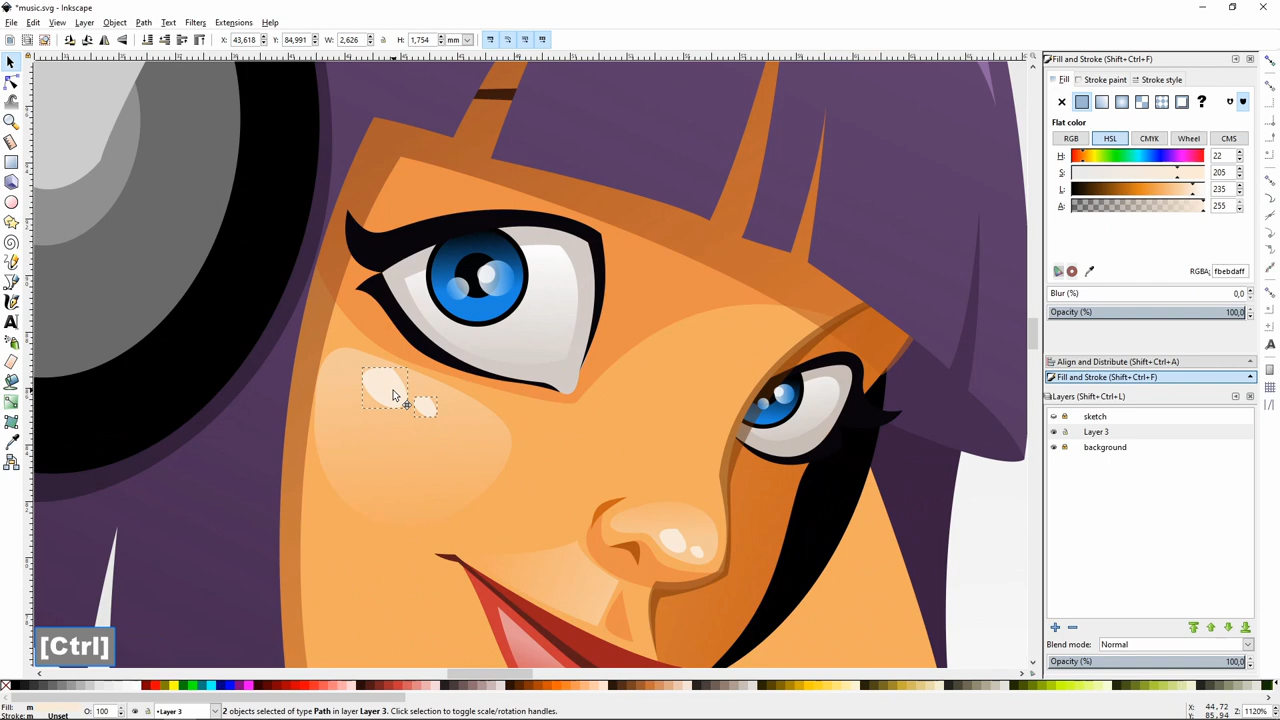 *music.svg - Inkscape
File Edit View Layer Object Path Text Filters Extensions Help
X: 43,618 Y: 84,991 W: 2,626 H: 1,754 mm
Fill and Stroke (Shift+Ctrl+F)
Fill Stroke paint Stroke style
?
Flat color
RGB HSL CMYK Wheel CMS
H: 22
S: 205
L: 235
A: 255
RGBA: fbebdaff
Blur (%) 0,0
Opacity (%) 100,0
Align and Distribute (Shift+Ctrl+A)
Fill and Stroke (Shift+Ctrl+F)
Layers (Shift+Ctrl+L)
sketch
Layer 3
background
[Ctrl]
Blend mode: Normal
Opacity (%) 100,0
Fill: m
Stroke: m Unset
O: 100
•Layer 3
2 objects selected of type Path in layer Layer 3. Click selection to toggle scale/rotation handles.
X: 44,72
Y: 85,94
Z: 1120%